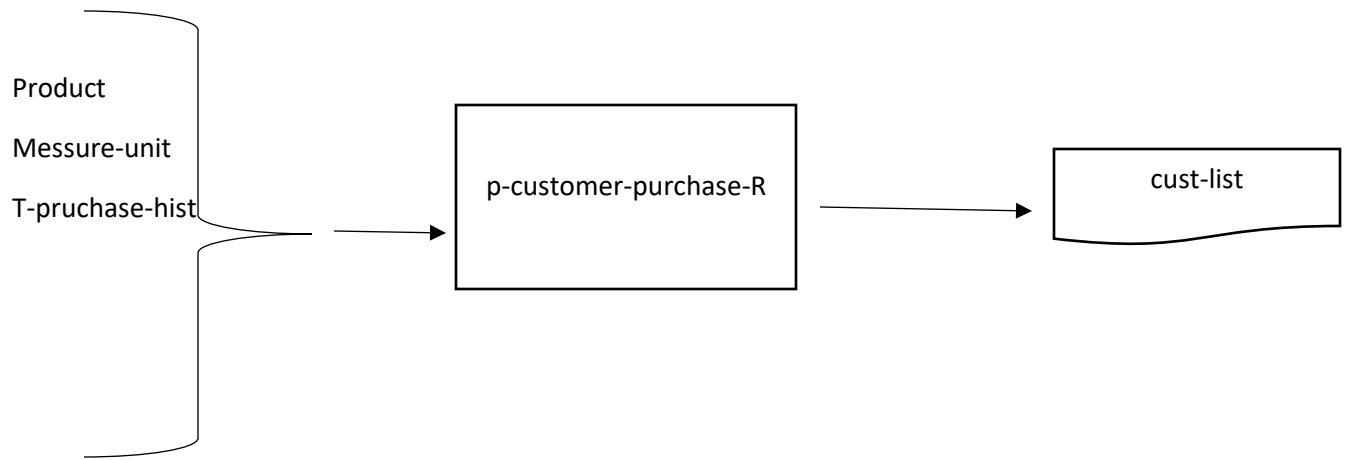 Product
Messure-unit
T-pruchase-hist
p-customer-purchase-R
cust-list